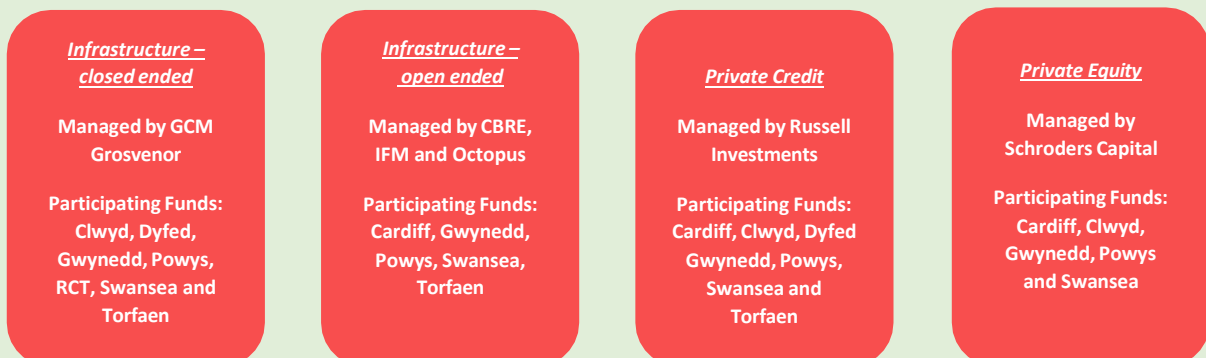 Infrastructure –
closed ended
Managed by GCM
Grosvenor
Participating Funds:
Clwyd, Dyfed,
Gwynedd, Powys,
RCT, Swansea and
Torfaen
Infrastructure –
open ended
Managed by CBRE,
IFM and Octopus
Participating Funds:
Cardiff, Gwynedd,
Powys, Swansea,
Torfaen
Private Credit
Managed by Russell
Investments
Participating Funds:
Cardiff, Clwyd, Dyfed
Gwynedd, Powys,
Swansea and
Torfaen
Private Equity
Managed by
Schroders Capital
Participating Funds:
Cardiff, Clwyd,
Gwynedd, Powys
and Swansea